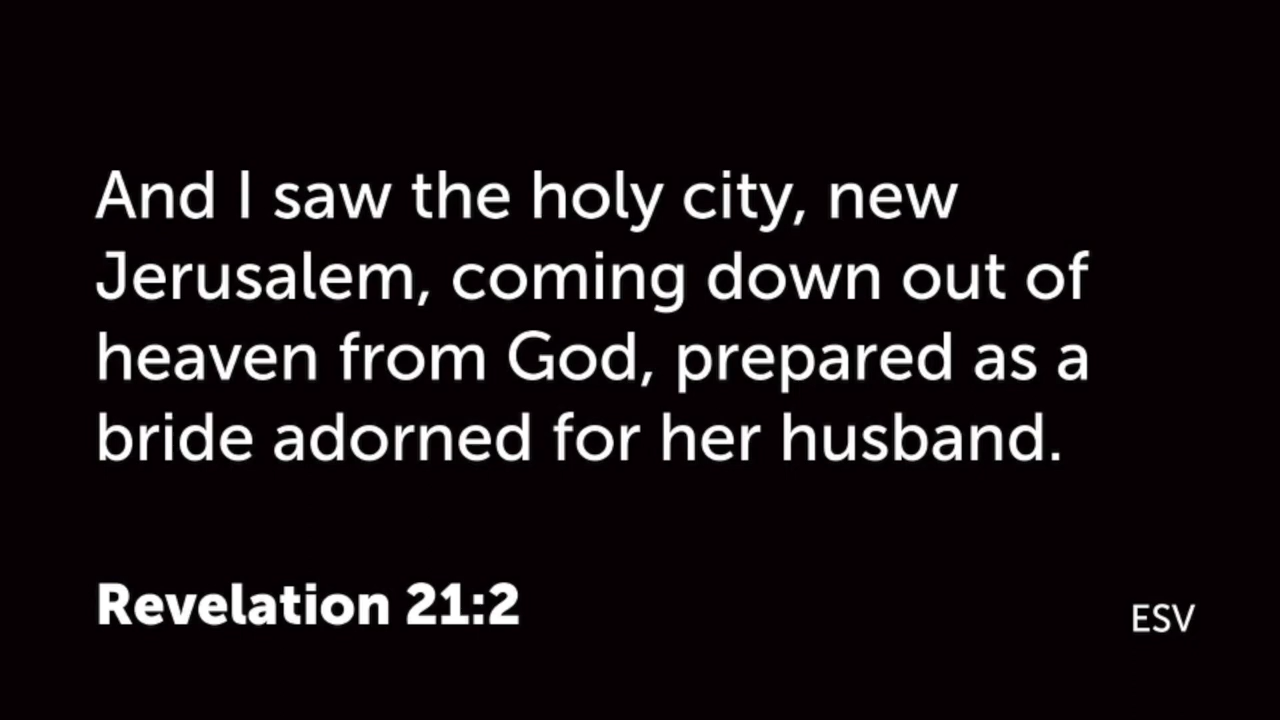 And I saw the holy city, new
Jerusalem, coming down out of
heaven from God, prepared as a
bride adorned for her husband.
Revelation 21:2
ESV